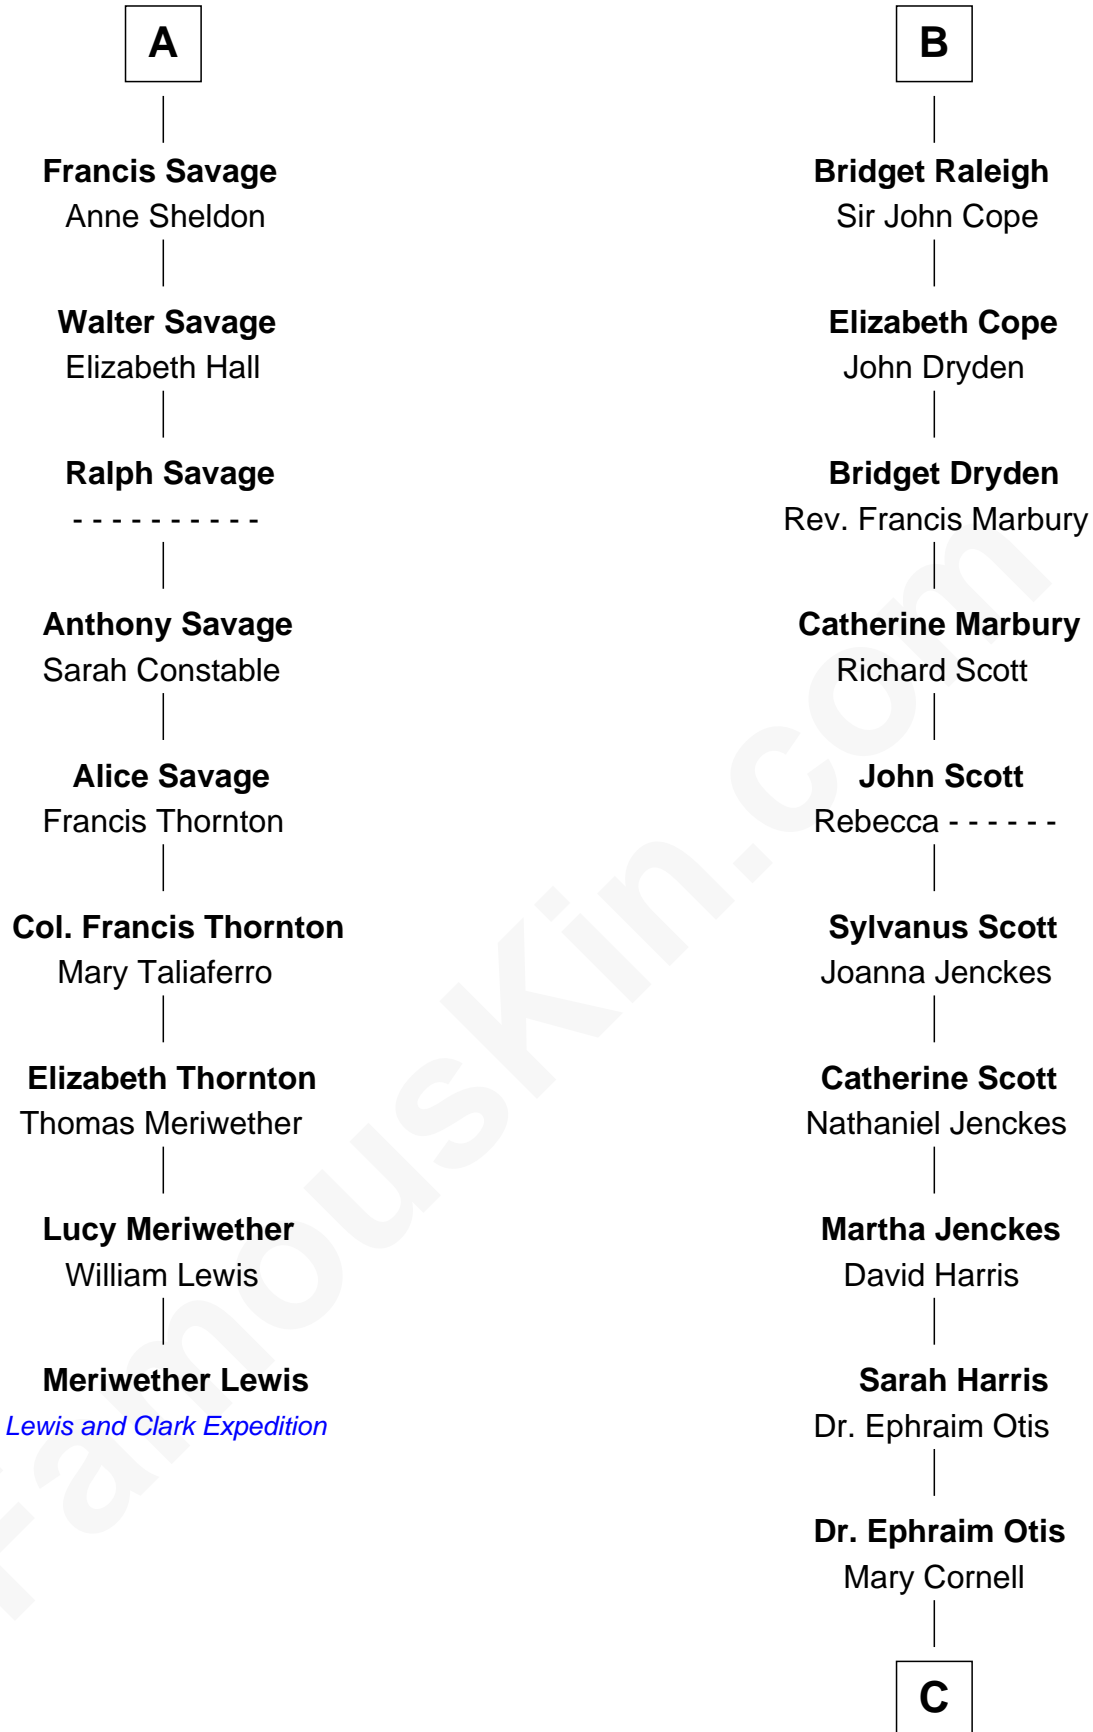 A
Francis Savage
Anne Sheldon
Walter Savage
Elizabeth Hall
Ralph Savage
- - - - - - - - - -
Anthony Savage
Sarah Constable
Alice Savage
Francis Thornton
Col. Francis Thornton
Mary Taliaferro
Elizabeth Thornton
Thomas Meriwether
Lucy Meriwether
William Lewis
Meriwether Lewis
Lewis and Clark Expedition
B
Bridget Raleigh
Sir John Cope
Elizabeth Cope
John Dryden
Bridget Dryden
Rev. Francis Marbury
Catherine Marbury
Richard Scott
John Scott
Rebecca - - - - - -
Sylvanus Scott
Joanna Jenckes
Catherine Scott
Nathaniel Jenckes
Martha Jenckes
David Harris
Sarah Harris
Dr. Ephraim Otis
Dr. Ephraim Otis
Mary Cornell
C
FamousKin.com